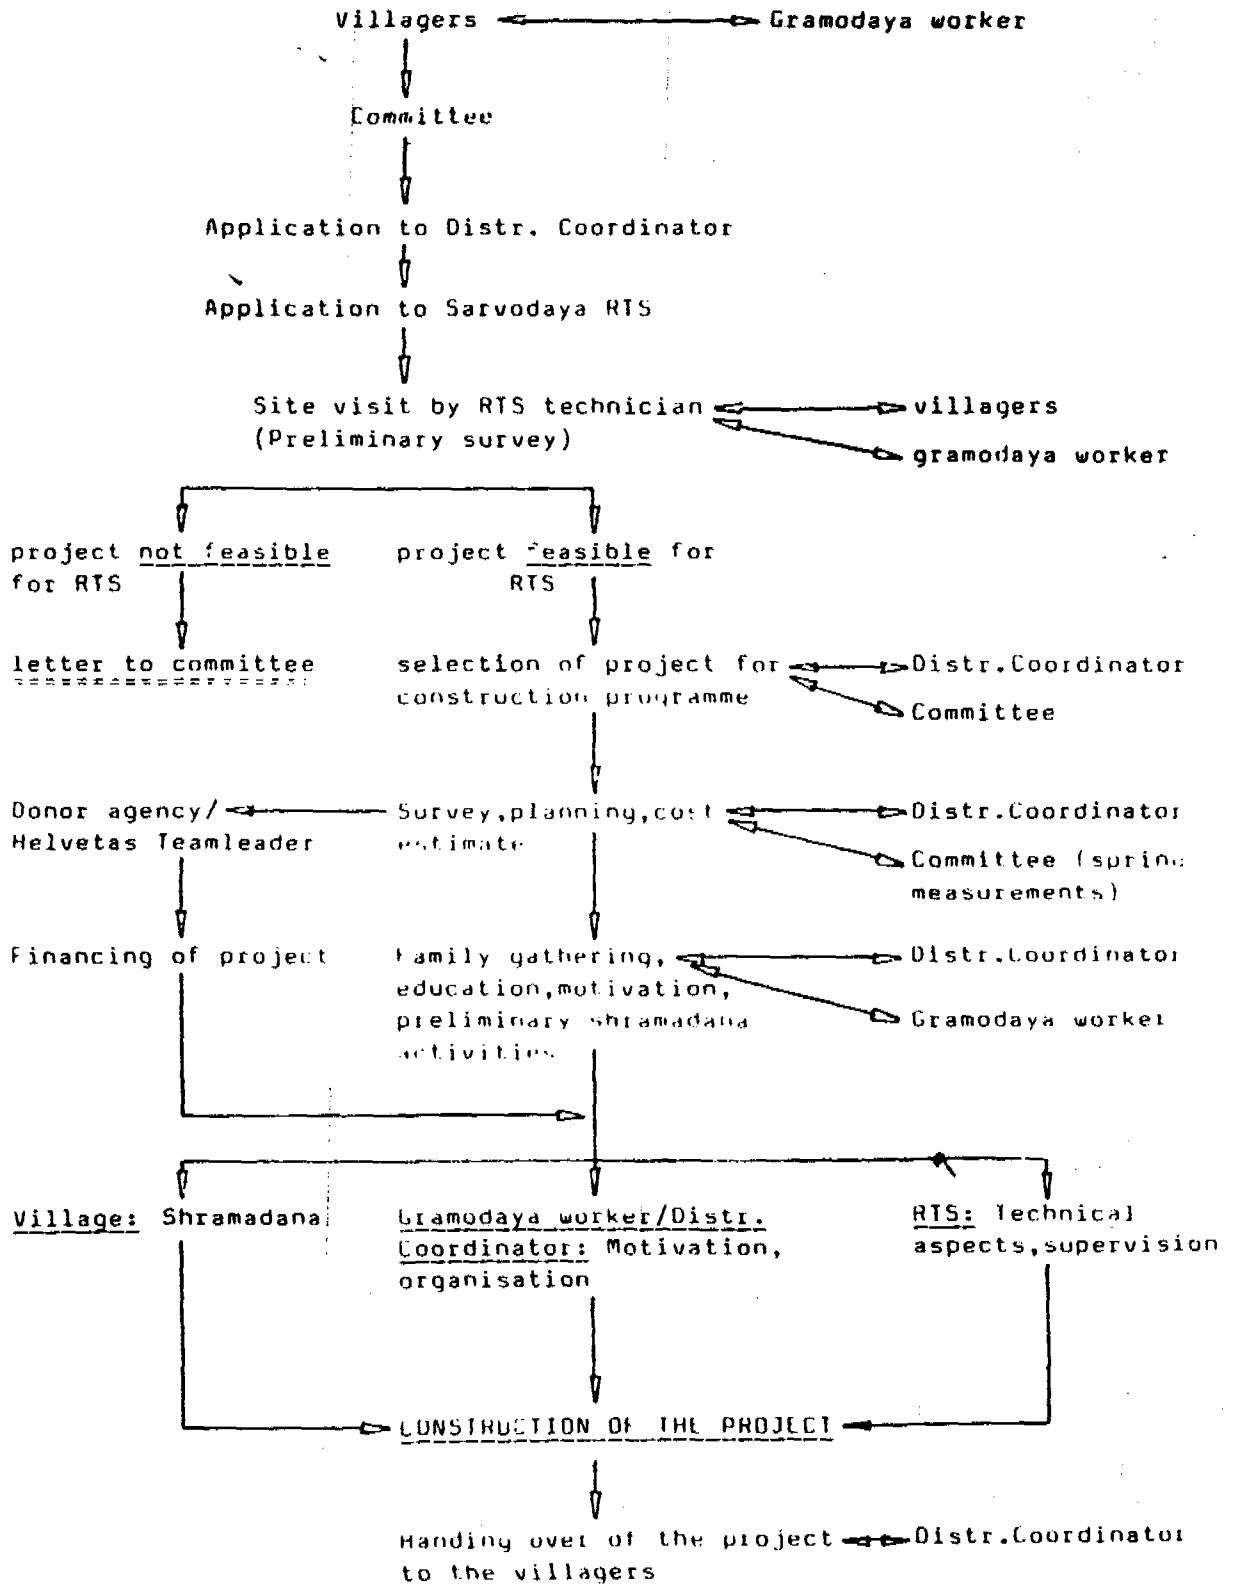 Villagers Gramodaya worker
Committee
Application to Distr. Coordinator
Application to Sarvodaya RTS
Site visit by RTS technician villagers
(Preliminary survey)
gramodaya worker
project not feasible project feasible for
for RTS RTS
letter to committee selection of project for Distr.Coordinator
construction programme
Committee
Donor agency/ Survey,planning,cost Distr.Coordinator
Helvetas Teamleader estimate
Committee (spring
measurements)
Financing of project Family gathering, Distr.Coordinator
education,motivation,
preliminary shramadana Gramodaya worker
activities
Village: Shramadana Gramodaya worker/Distr. RTS: Technical
Coordinator: Motivation, aspects,supervision
organisation
CONSTRUCTION OF THE PROJECT
Handing over of the project Distr.Coordinator
to the villagers